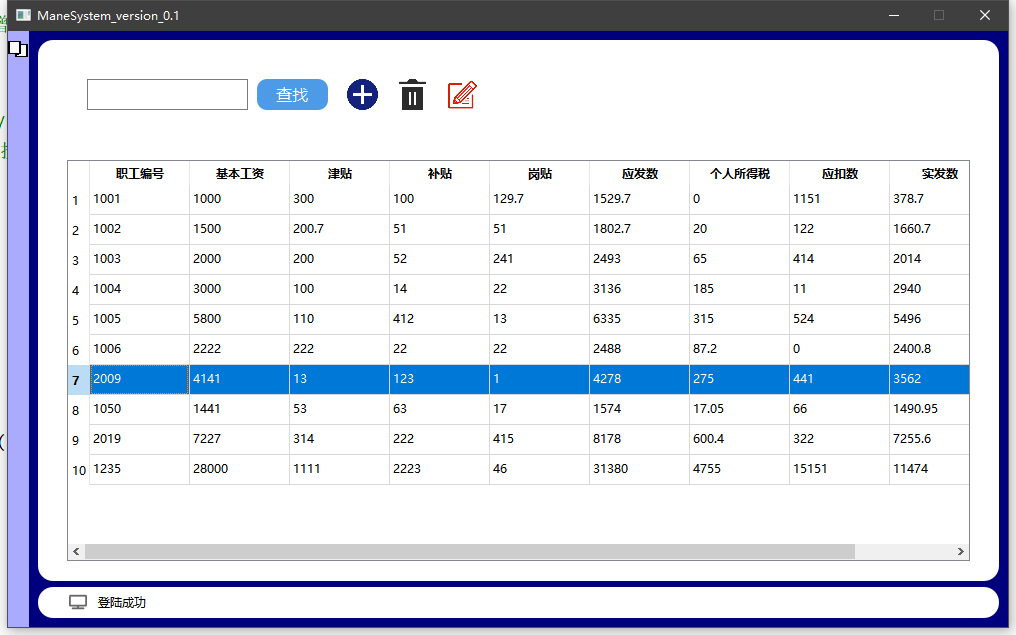 ManeSystem_version_0.1
查找
职工编号 基本工资 津贴 补贴 岗贴 应发数 个人所得税 应扣数 实发数
1 1001 1000 300 100 129.7 1529.7 0 1151 378.7
2 1002 1500 200.7 51 51 1802.7 20 122 1660.7
3 1003 2000 200 52 241 2493 65 414 2014
4 1004 3000 100 14 22 3136 185 11 2940
5 1005 5800 110 412 13 6335 315 524 5496
6 1006 2222 222 22 22 2488 87.2 0 2400.8
7 2009 4141 13 123 1 4278 275 441 3562
8 1050 1441 53 63 17 1574 17.05 66 1490.95
9 2019 7227 314 222 415 8178 600.4 322 7255.6
10 1235 28000 1111 2223 46 31380 4755 15151 11474
登陆成功